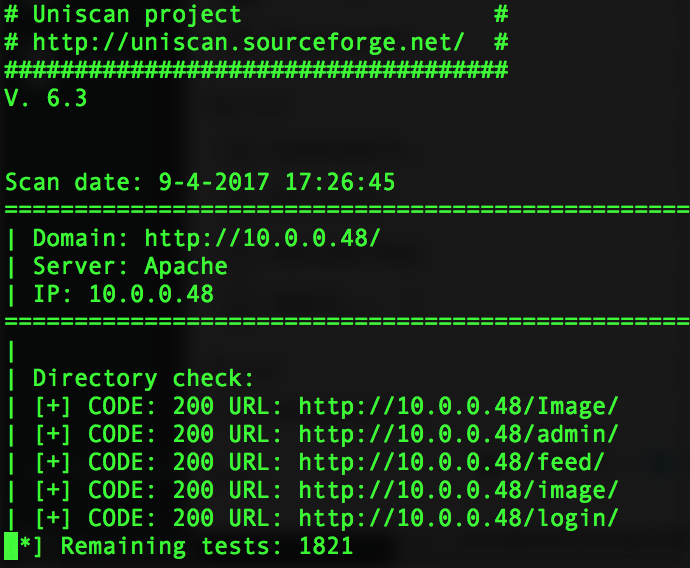 # Uniscan project                    #
# http://uniscan.sourceforge.net/  #
####################################
V. 6.3
Scan date: 9-4-2017 17:26:45
=================================================
| Domain: http://10.0.0.48/
| Server: Apache
| IP: 10.0.0.48
=================================================
|
| Directory check:
| [+] CODE: 200 URL: http://10.0.0.48/Image/
| [+] CODE: 200 URL: http://10.0.0.48/admin/
| [+] CODE: 200 URL: http://10.0.0.48/feed/
| [+] CODE: 200 URL: http://10.0.0.48/image/
| [+] CODE: 200 URL: http://10.0.0.48/login/
*] Remaining tests: 1821